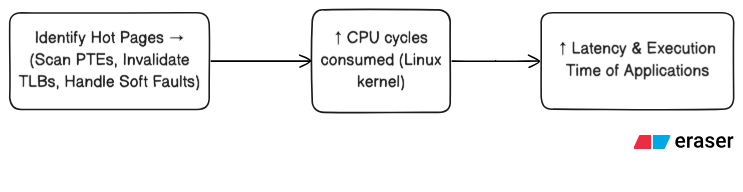 Identify Hot Pages →
(Scan PTEs, Invalidate
TLBs, Handle Soft Faults)
↑ CPU cycles
consumed (Linux
kernel)
↑ Latency & Execution
Time of Applications
eraser